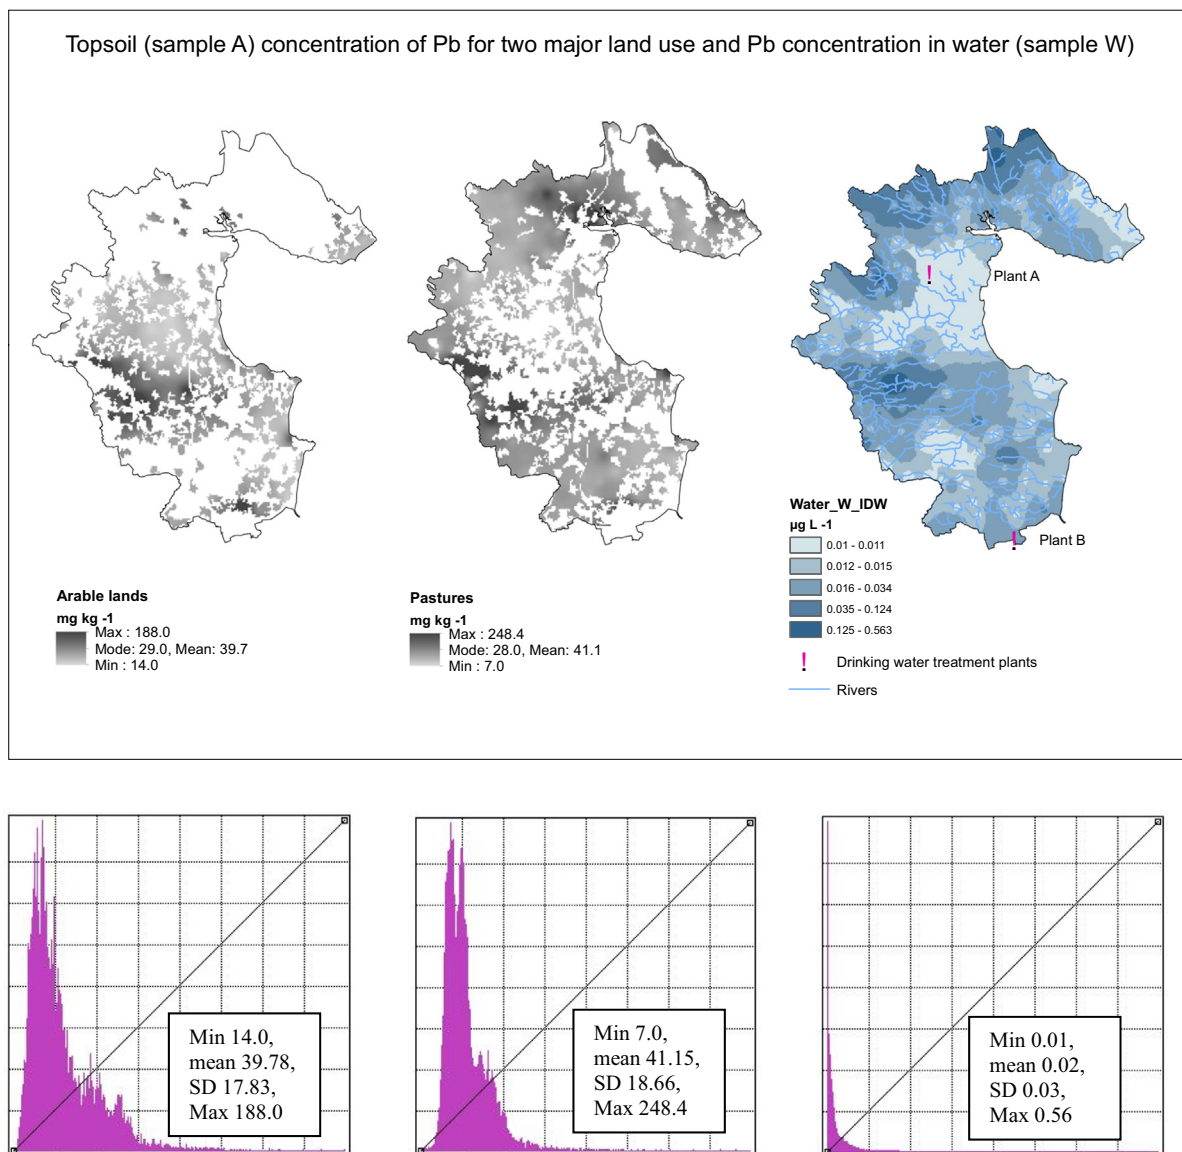 Topsoil (sample A) concentration of Pb for two major land use and Pb concentration in water (sample W)
Plant A
Plant B
Arable lands
mg kg -1
Max : 188.0
Mode: 29.0, Mean: 39.7
Min : 14.0
Pastures
mg kg -1
Max : 248.4
Mode: 28.0, Mean: 41.1
Min : 7.0
Water_W_IDW
µg L -1
0.01 - 0.011
0.012 - 0.015
0.016 - 0.034
0.035 - 0.124
0.125 - 0.563
! Drinking water treatment plants
Rivers
Min 14.0,
mean 39.78,
SD 17.83,
Max 188.0
Min 7.0,
mean 41.15,
SD 18.66,
Max 248.4
Min 0.01,
mean 0.02,
SD 0.03,
Max 0.56